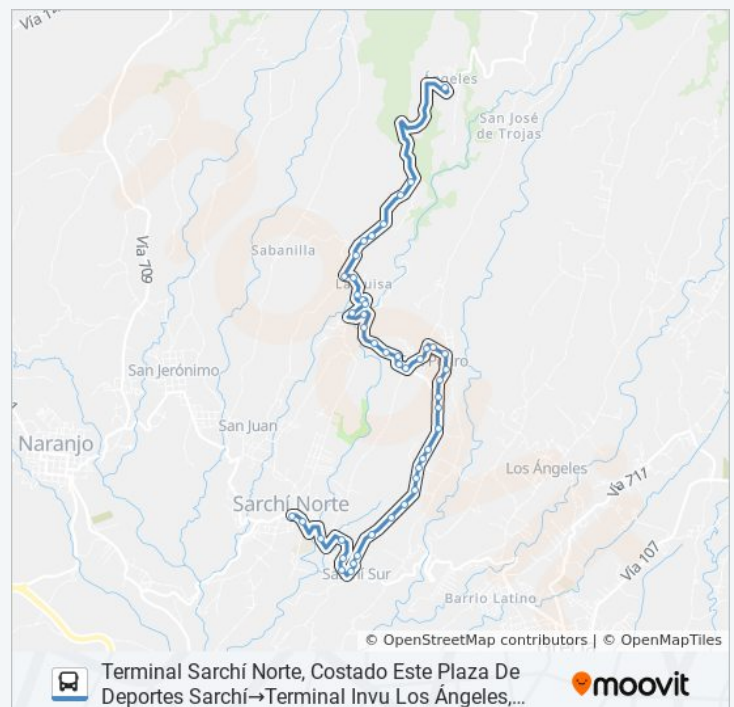 Ángeles
San José
de Trojas
Vía 709
Sabanilla
La Luisa
San Jerónimo
San Juan
Naranjo
Los Ángeles
Vía 711
Sarchí Norte
Vía 107
Sarchí Sur
Barrio Latino
© OpenStreetMap contributors | © OpenMapTiles
Terminal Sarchí Norte, Costado Este Plaza De
Deportes Sarchí→Terminal Invu Los Ángeles,…
moovit